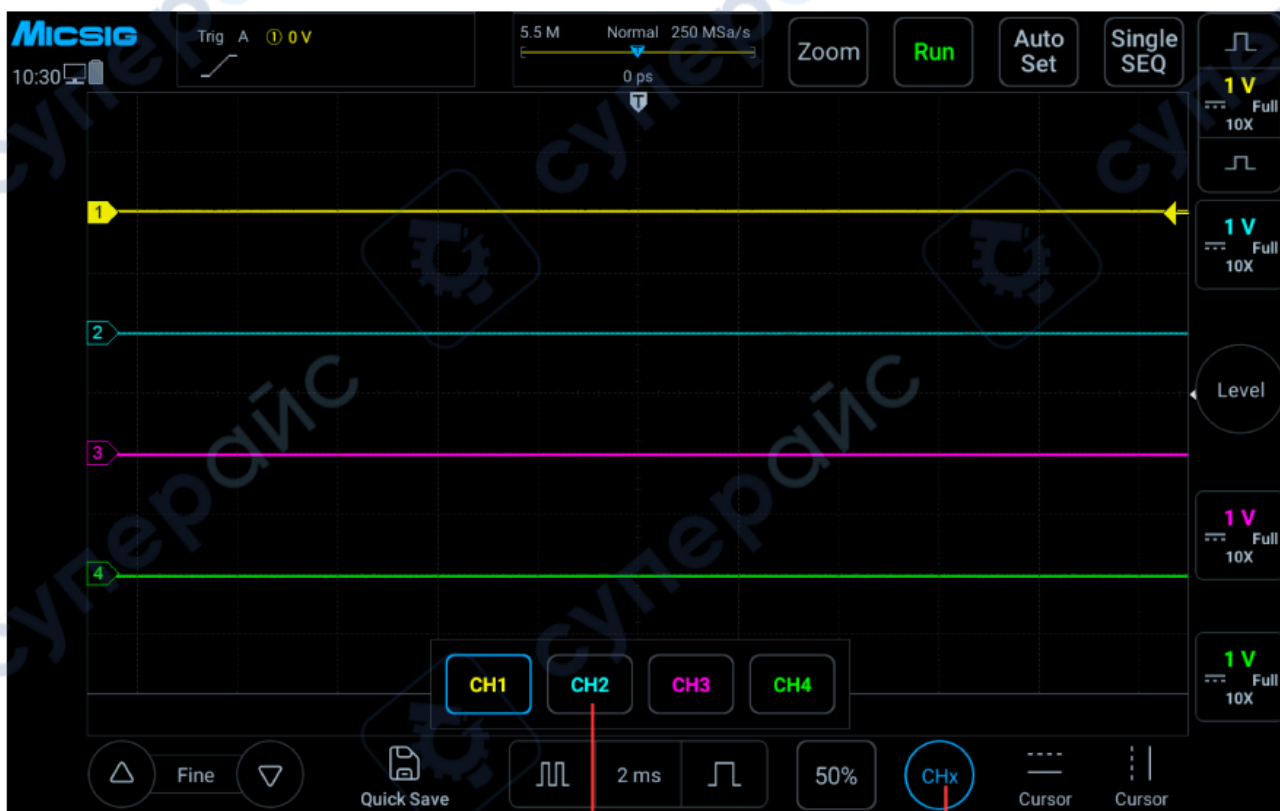 Micsig
10:30
Trig A ① 0 V
5.5 M Normal 250 MSa/s
T
0 ps
Zoom
Run
Auto
Set
Single
SEQ
T
1 V
Full
10X
1 V
Full
10X
Level
1 V
Full
10X
1 V
Full
10X
1
2
3
4
CH1 CH2 CH3 CH4
Fine
Quick Save
2 ms
50%
CHx
Cursor
Cursor
суперайс
суперайс
суперайс
суперайс